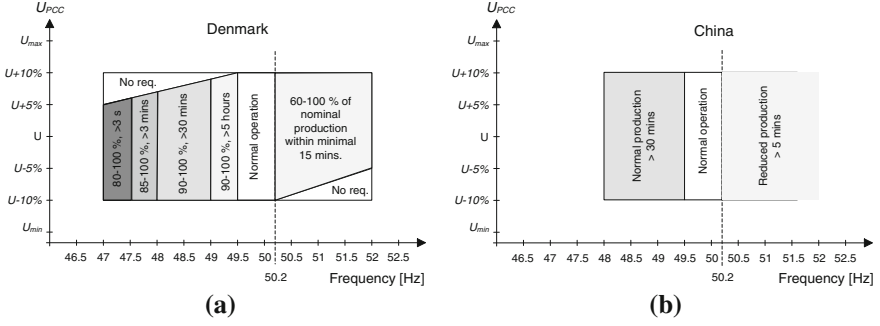 U_PCC
Denmark
U_max
U+10%
U+5%
U
U-5%
U-10%
U_min
No req.
80-100 %, >3 s
85-100 %, >3 mins
90-100 %, >30 mins
90-100 %, >5 hours
Normal operation
60-100 % of
nominal
production
within minimal
15 mins.
No req.
46.5 47 47.5 48 48.5 49 49.5 50 50.5 51 51.5 52 52.5
50.2
Frequency [Hz]
(a)
U_PCC
China
U_max
U+10%
U+5%
U
U-5%
U-10%
U_min
Normal production
> 30 mins
Normal operation
Reduced production
> 5 mins
46.5 47 47.5 48 48.5 49 49.5 50 50.5 51 51.5 52 52.5
50.2
Frequency [Hz]
(b)